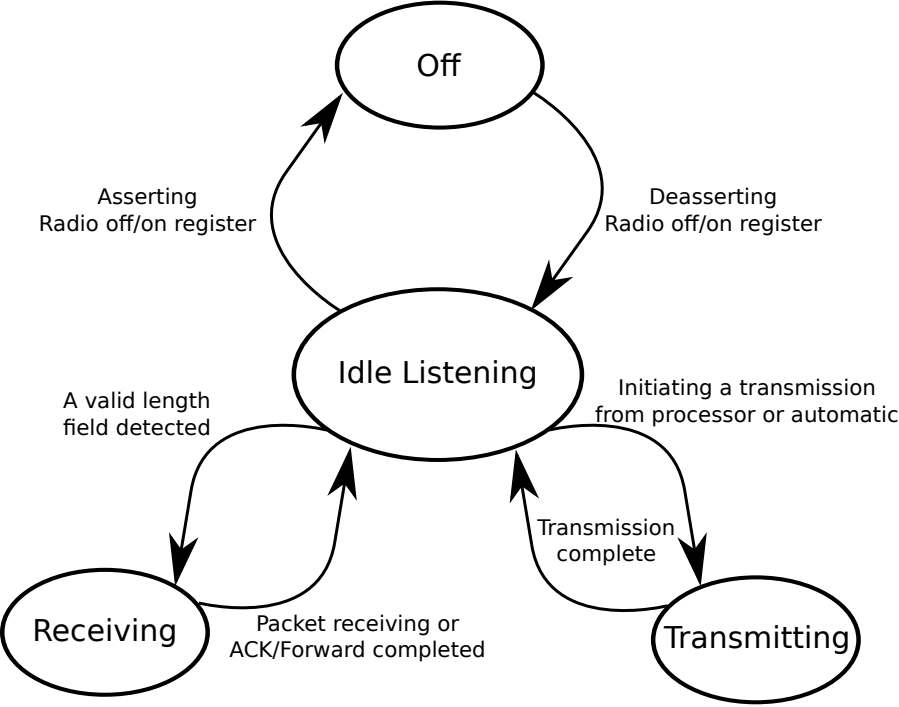 Off
Asserting
Radio off/on register
Deasserting
Radio off/on register
Idle Listening
A valid length
field detected
Initiating a transmission
from processor or automatic
Transmission
complete
Receiving
Packet receiving or
ACK/Forward completed
Transmitting